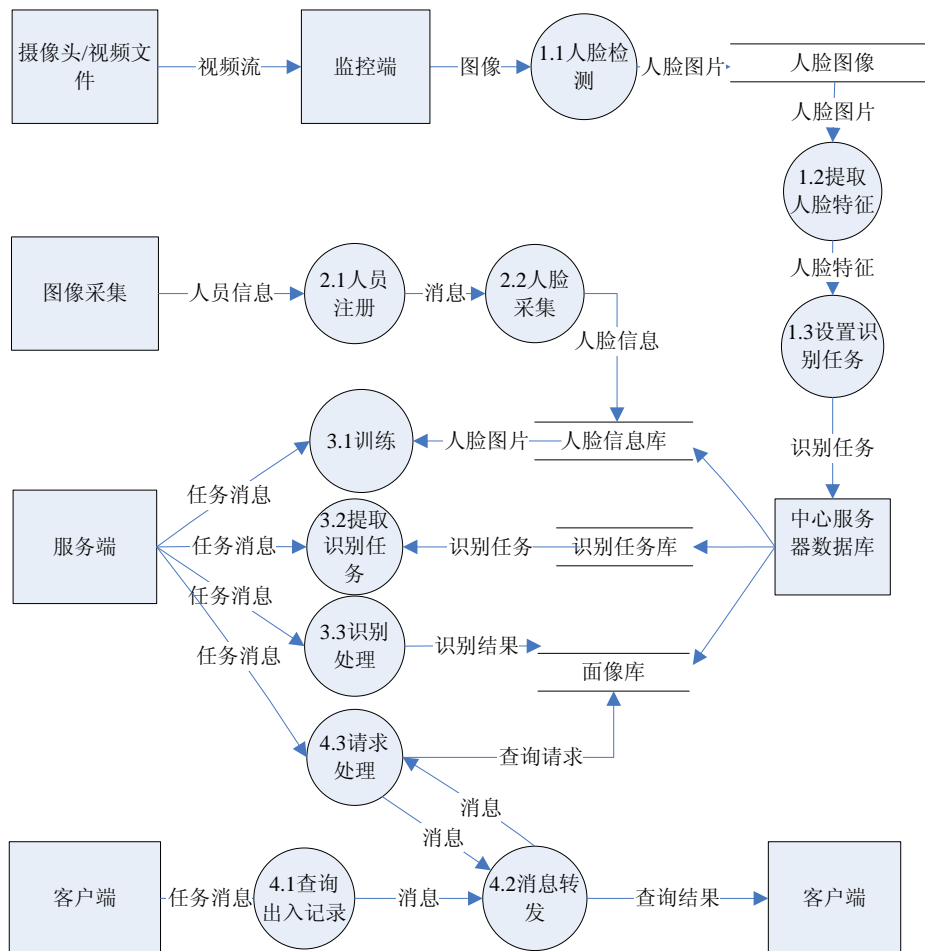 摄像头/视频文
件
视频流
监控端
图像
1.1人脸检
测
人脸图片
人脸图像
人脸图片
1.2提取
人脸特征
人脸特征
1.3设置识
别任务
识别任务
图像采集
人员信息
2.1人员
注册
消息
2.2人脸
采集
人脸信息
3.1训练
人脸图片
人脸信息库
任务消息
服务端
任务消息
3.2提取
识别任
务
识别任务
识别任务库
中心服务
器数据库
任务消息
3.3识别
处理
识别结果
面像库
任务消息
4.3请求
处理
查询请求
消息
消息
客户端
任务消息
4.1查询
出入记录
消息
4.2消息转
发
查询结果
客户端